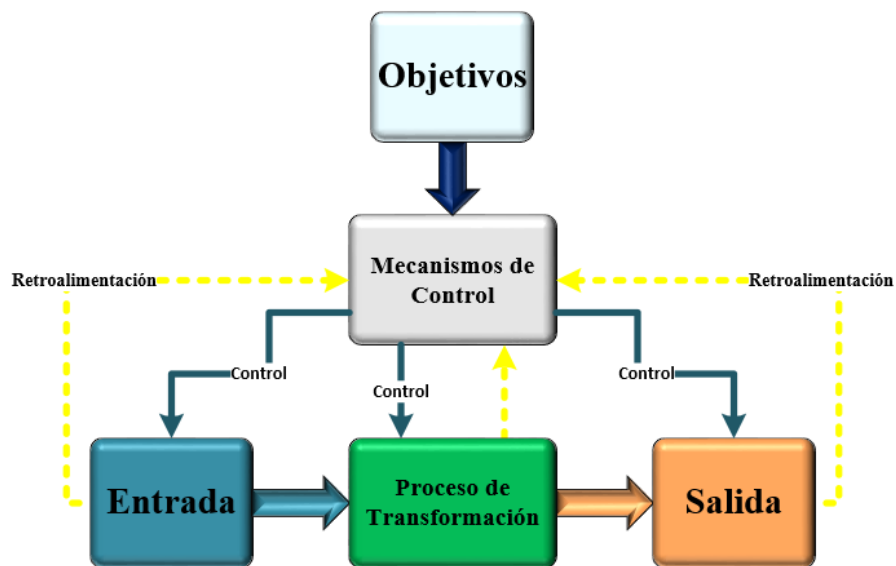 Objetivos
Mecanismos de
Control
Retroalimentación
Retroalimentación
Control
Control
Control
Entrada
Proceso de
Transformación
Salida